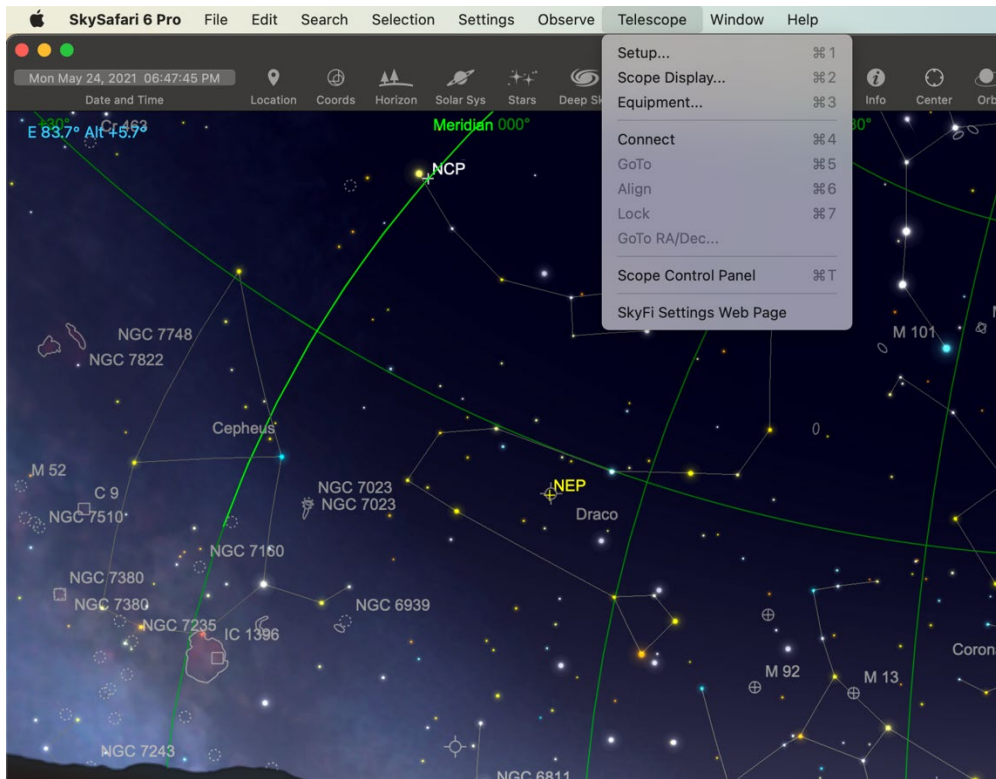 SkySafari 6 Pro File Edit Search Selection Settings Observe Telescope Window Help
Mon May 24, 2021 06:47:45 PM
Date and Time Location Coords Horizon Solar Sys Stars Deep Info Center
Setup... ⌘1
Scope Display... ⌘2
Equipment... ⌘3
Connect ⌘4
GoTo ⌘5
Align ⌘6
Lock ⌘7
GoTo RA/Dec...
Scope Control Panel ⌘T
SkyFi Settings Web Page
E 83.7° Alt +5.7°
+30°
Cr 463
Meridian 000°
NCP
M 101
NGC 7748
NGC 7822
Cepheus
M 52
C 9
NGC 7510
NGC 7023
NGC 7023
NEP
Draco
NGC 7160
NGC 7380
NGC 7380
NGC 6939
NGC 7235
IC 1396
M 92
M 13
NGC 7243
NGC 6811